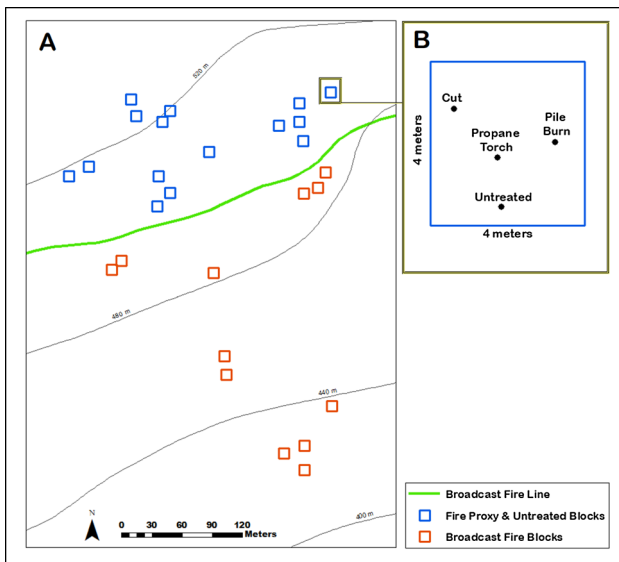 A
520 m
480 m
440 m
400 m
N
0 30 60 90 120
Meters
B
Cut
Pile
Burn
Propane
Torch
Untreated
4 meters
4 meters
Broadcast Fire Line
Fire Proxy & Untreated Blocks
Broadcast Fire Blocks